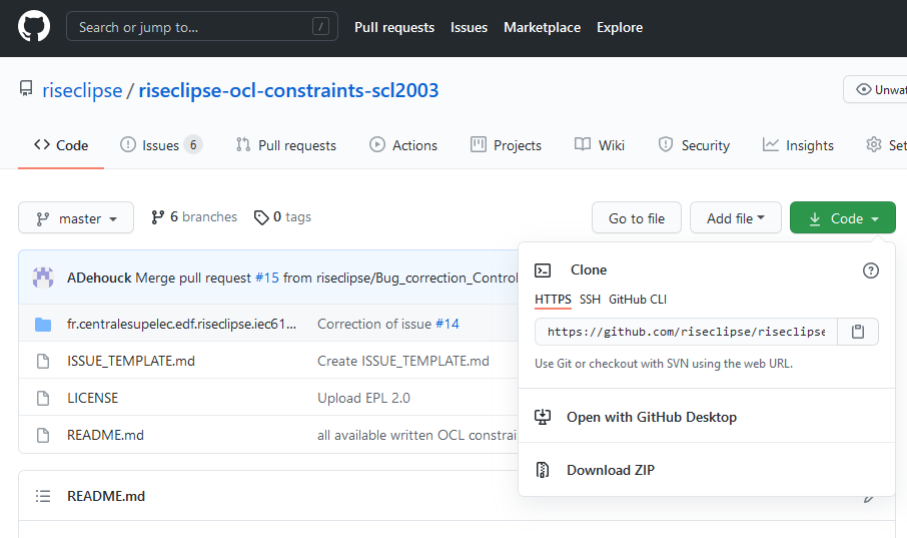 Search or jump to... / Pull requests Issues Marketplace Explore
riseclipse / riseclipse-ocl-constraints-scl2003 Unwat
Code Issues 6 Pull requests Actions Projects Wiki Security Insights Set
master 6 branches 0 tags Go to file Add file Code
ADehouck Merge pull request #15 from riseclipse/Bug_correction_Control
Clone
HTTPS SSH GitHub CLI
https://github.com/riseclipse/riseclipse
Use Git or checkout with SVN using the web URL.
Open with GitHub Desktop
Download ZIP
fr.centralesupelec.edf.riseclipse.iec61... Correction of issue #14
ISSUE_TEMPLATE.md Create ISSUE_TEMPLATE.md
LICENSE Upload EPL 2.0
README.md all available written OCL constrai
README.md